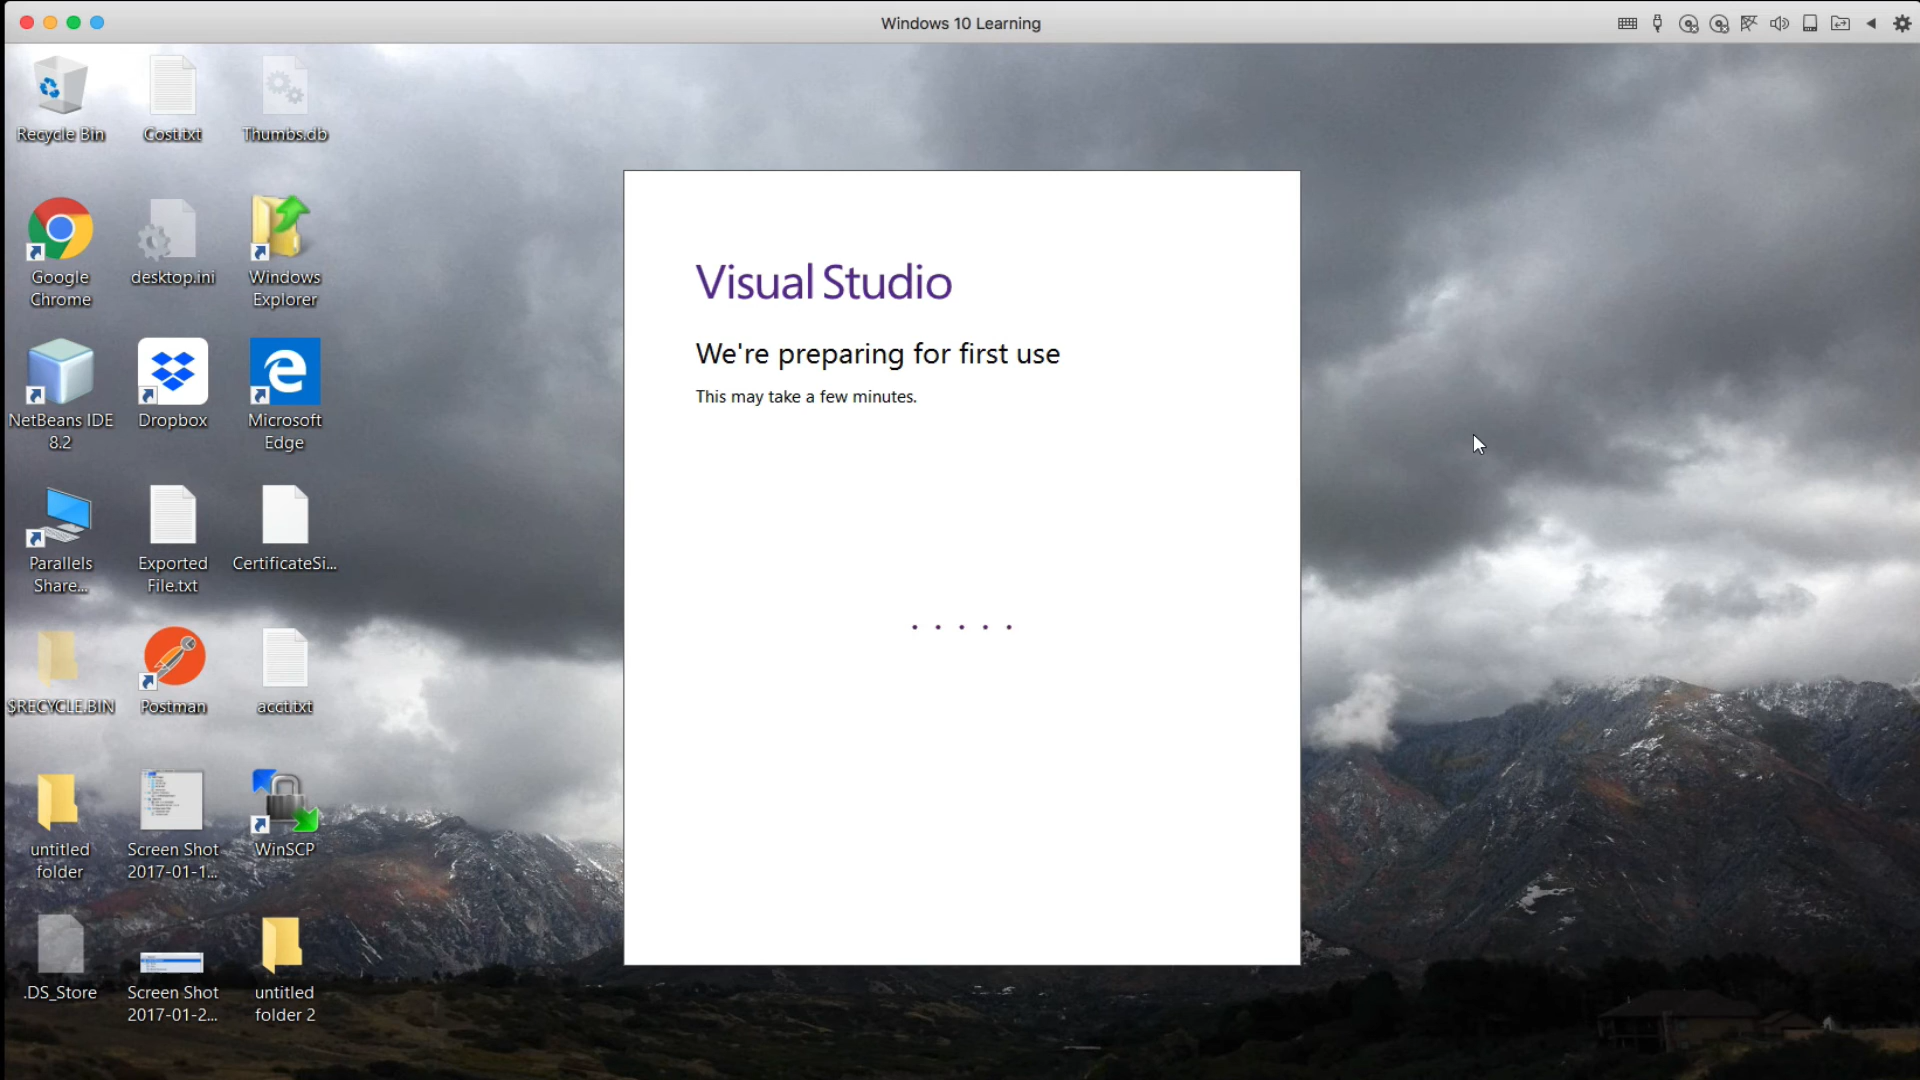 Windows 10 Learning
Recycle Bin
Cost.txt
Thumbs.db
Google
Chrome
desktop.ini
Windows
Explorer
NetBeans IDE
8.2
Dropbox
Microsoft
Edge
Parallels
Share...
Exported
File.txt
CertificateSi...
$RECYCLE.BIN
Postman
acct.txt
untitled
folder
Screen Shot
2017-01-1...
WinSCP
.DS_Store
Screen Shot
2017-01-2...
untitled
folder 2
Visual Studio
We're preparing for first use
This may take a few minutes.